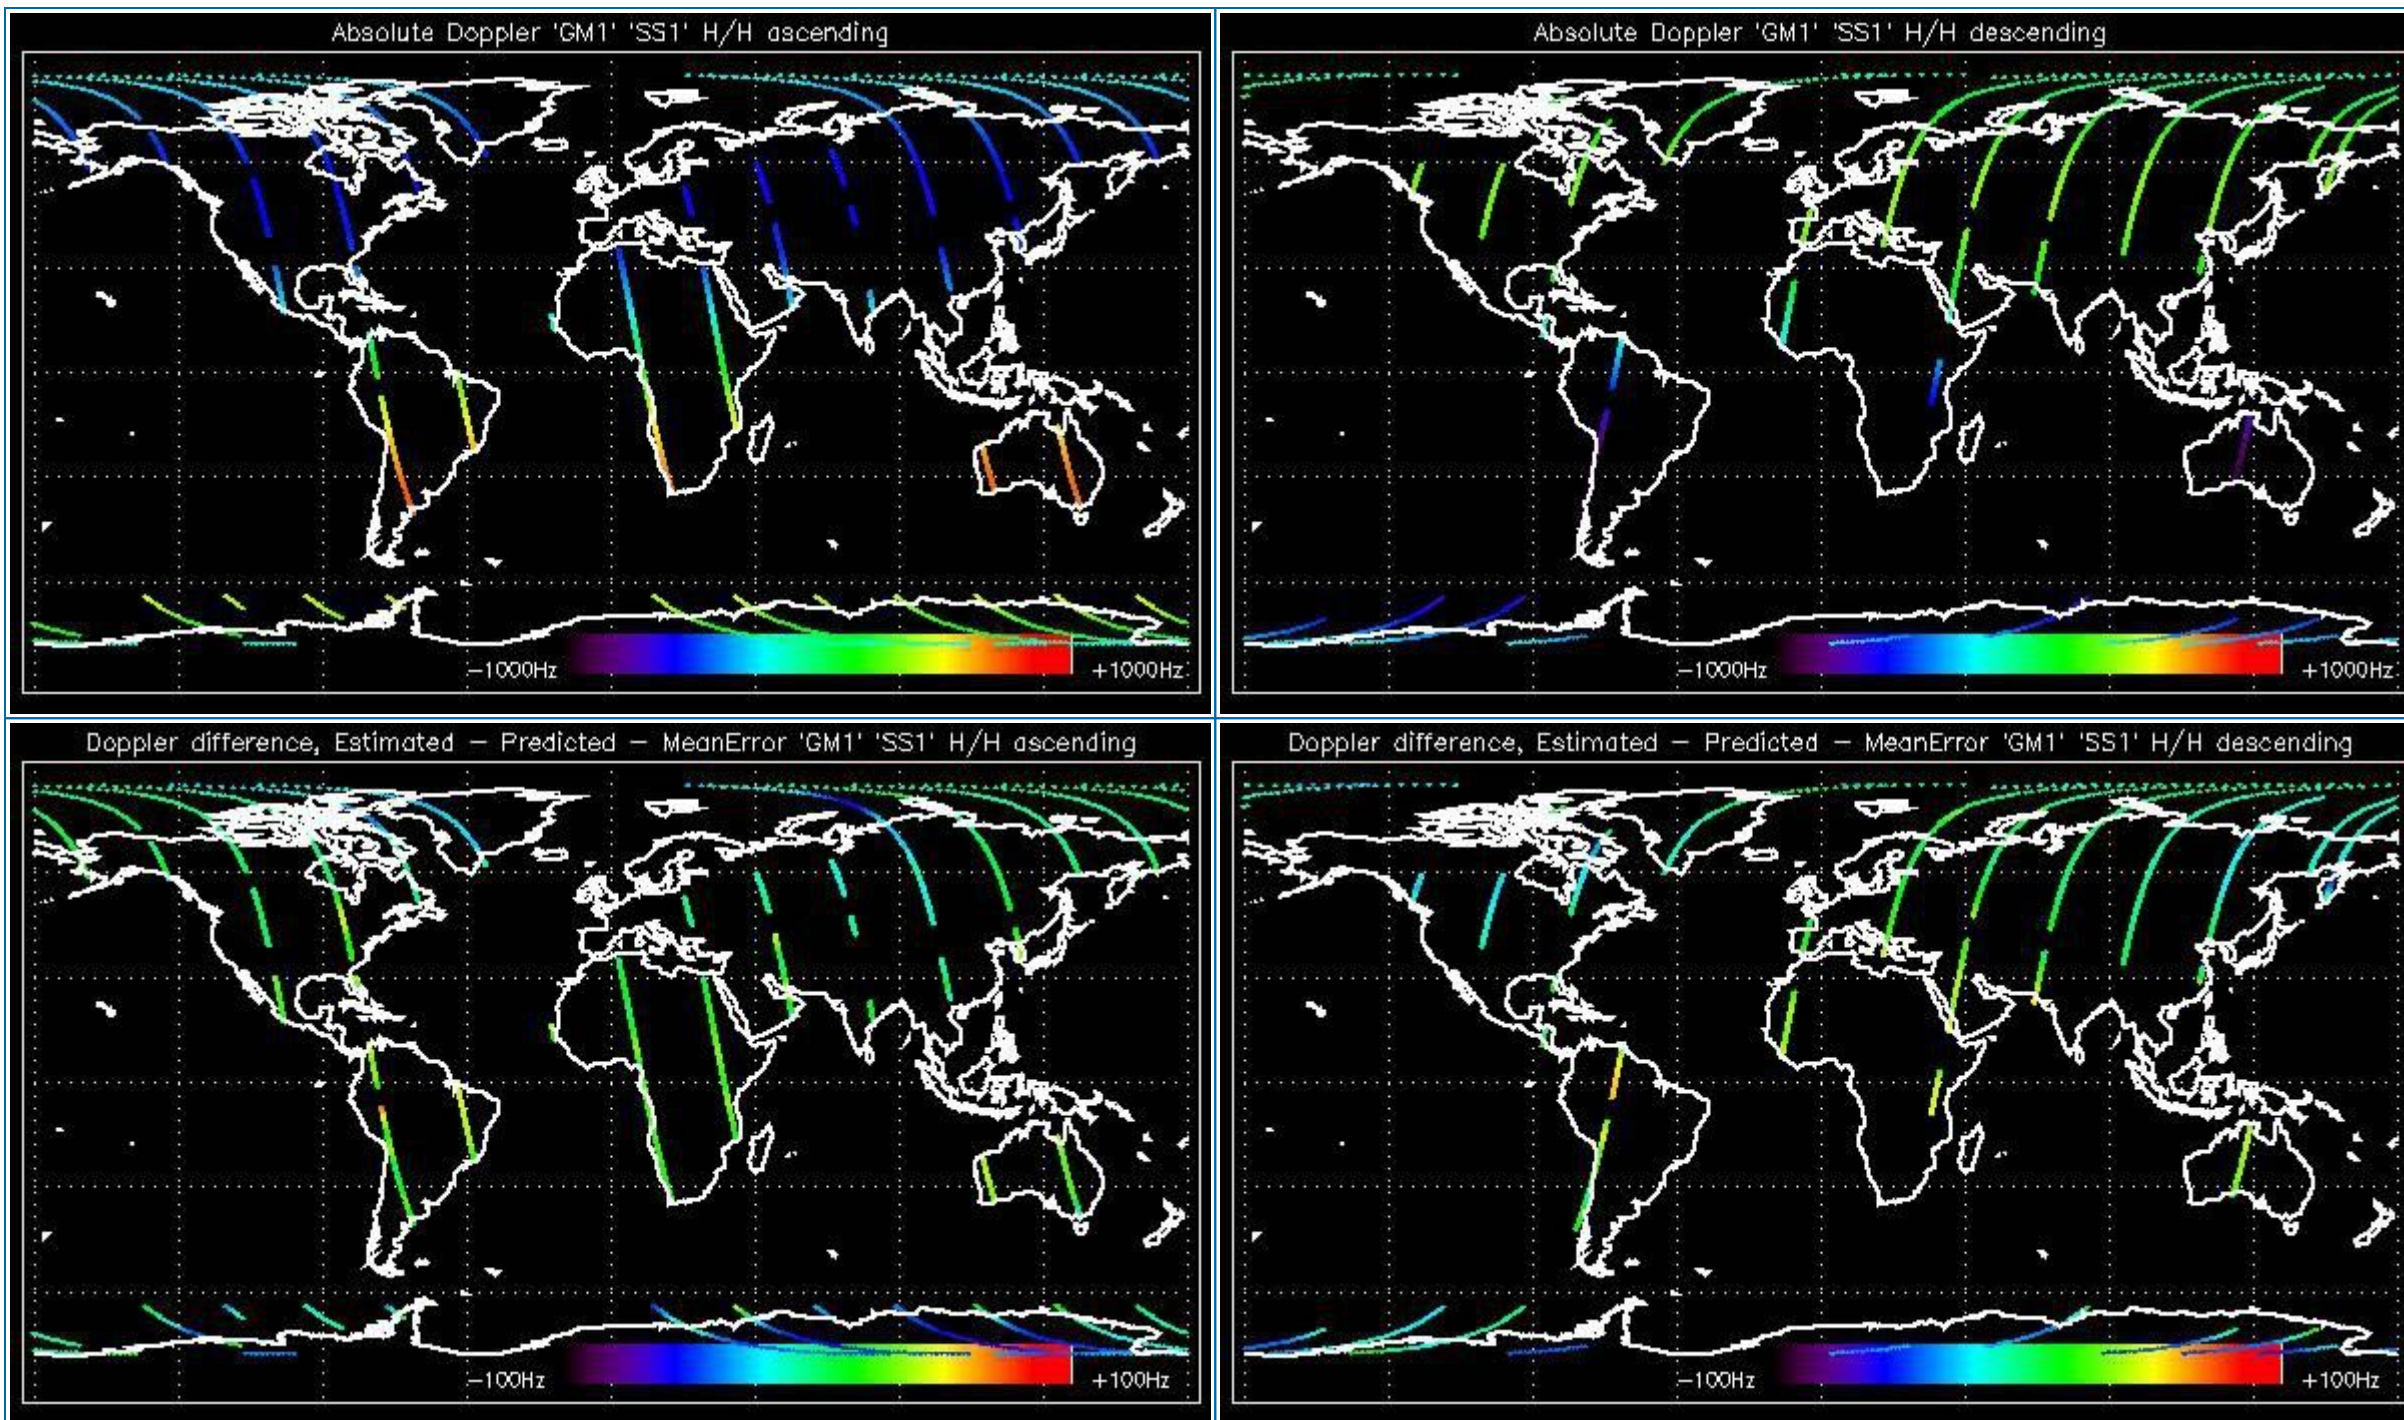 Absolute Doppler 'GM1' 'SS1' H/H ascending
-1000Hz
+1000Hz
Absolute Doppler 'GM1' 'SS1' H/H descending
-1000Hz
+1000Hz
Doppler difference, Estimated - Predicted - MeanError 'GM1' 'SS1' H/H ascending
-100Hz
+100Hz
Doppler difference, Estimated - Predicted - MeanError 'GM1' 'SS1' H/H descending
-100Hz
+100Hz